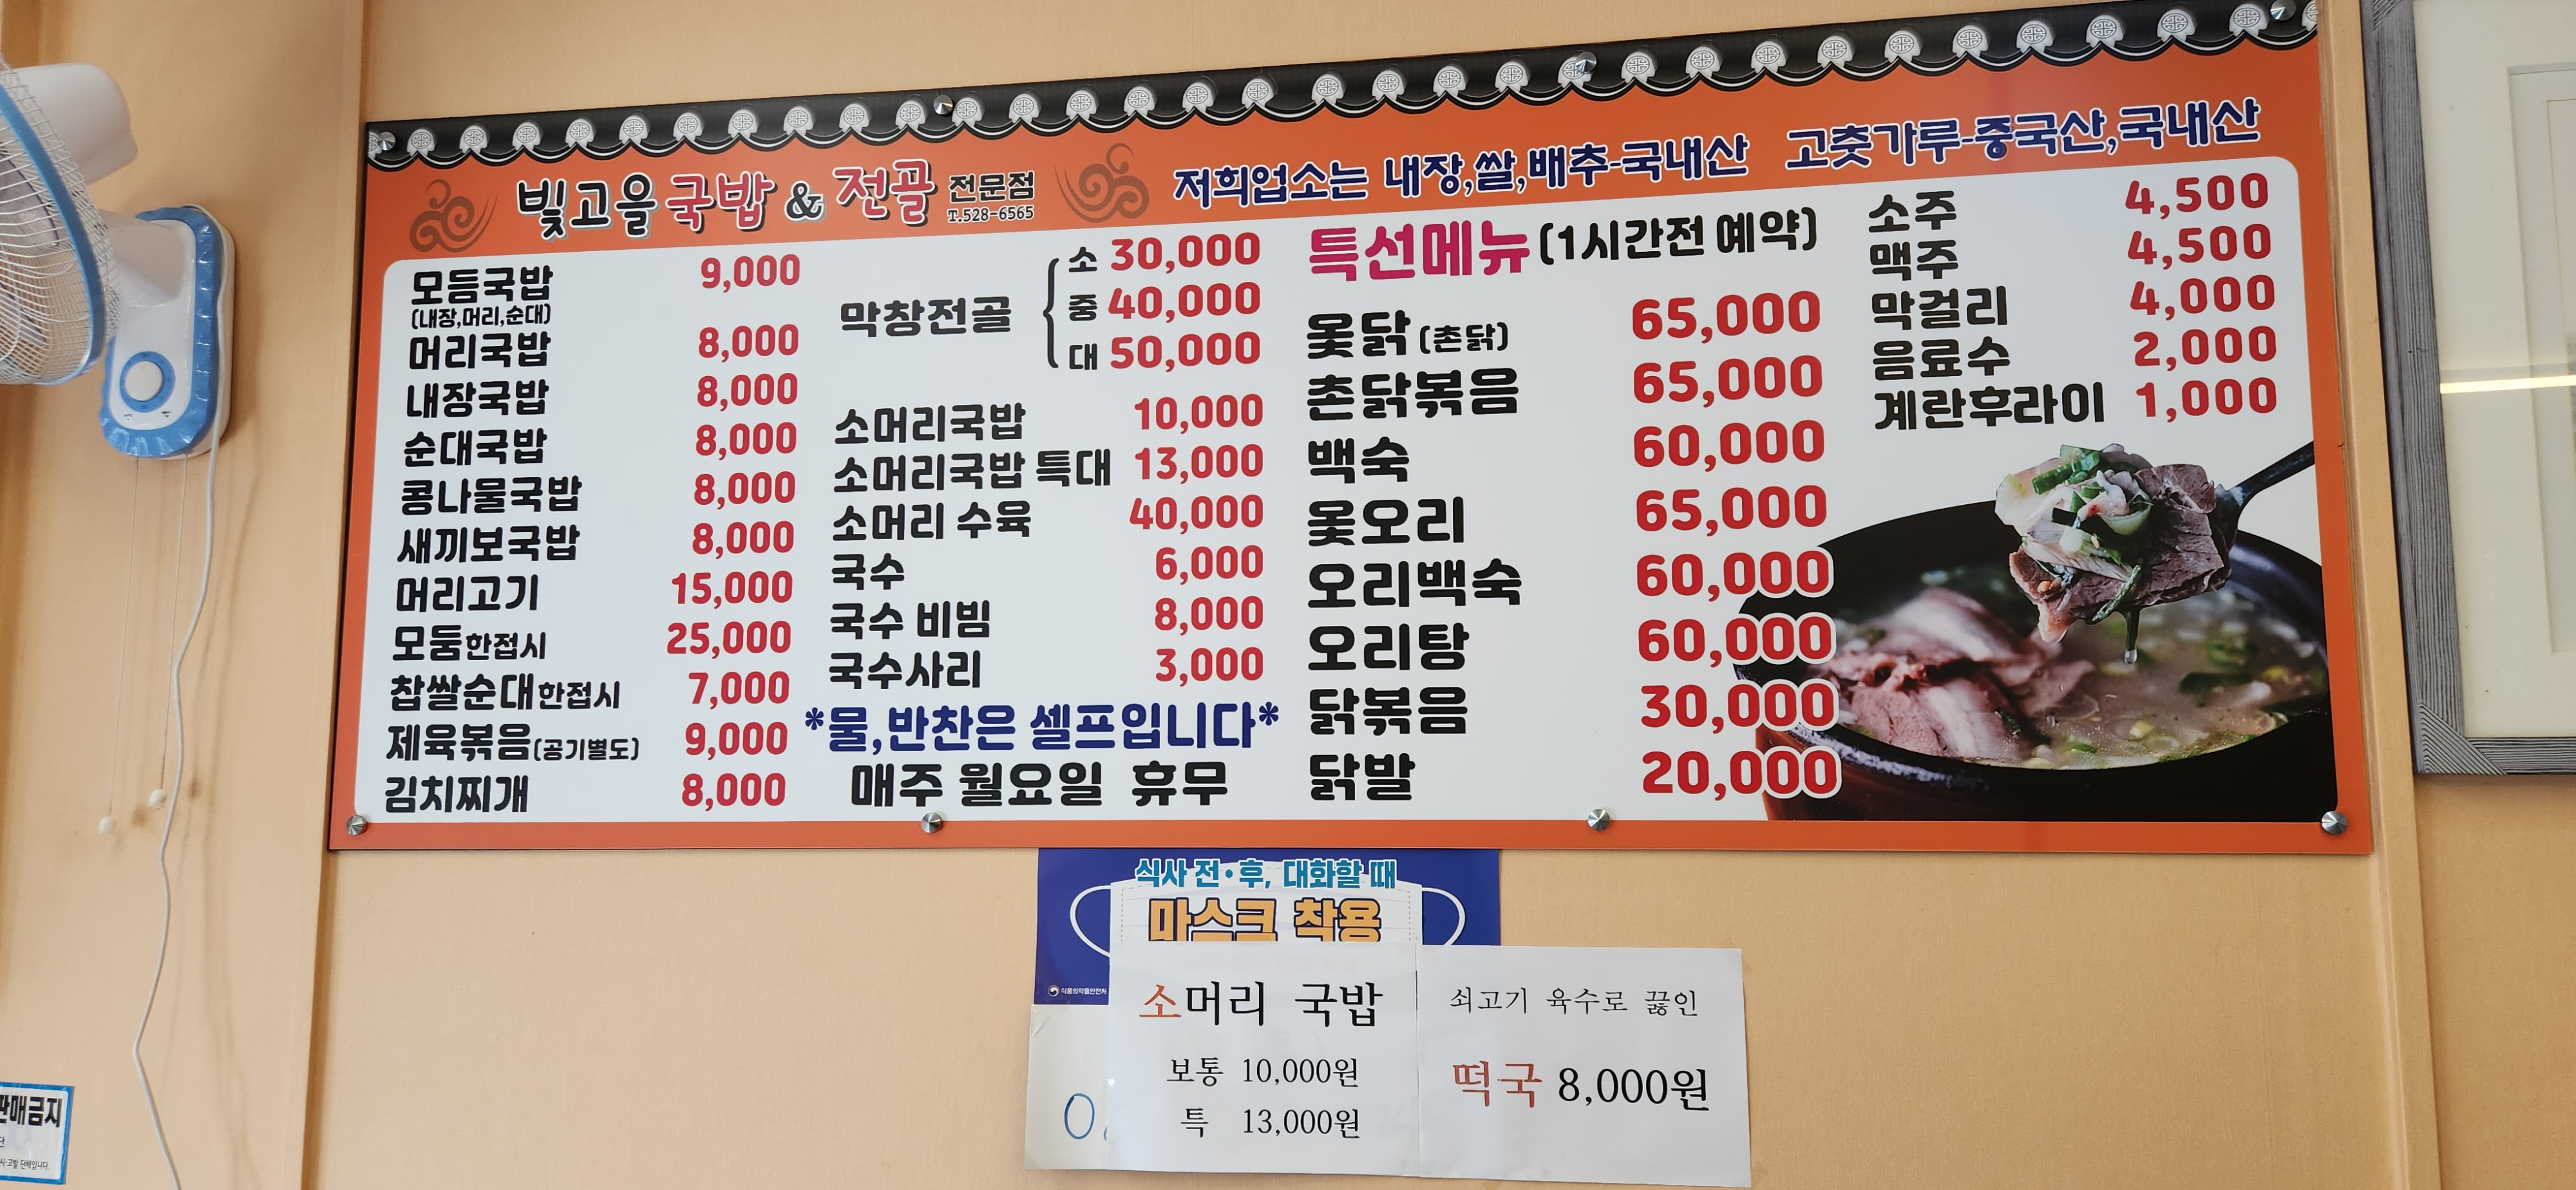 빛고을 국밥 & 전골 전문점
T.528-6565
저희업소는 내장,쌀,배추-국내산 고춧가루-중국산,국내산
모듬국밥 9,000
(내장,머리,순대)
머리국밥 8,000
내장국밥 8,000
순대국밥 8,000
콩나물국밥 8,000
새끼보국밥 8,000
머리고기 15,000
모둠한접시 25,000
찹쌀순대한접시 7,000
제육볶음(공기별도) 9,000
김치찌개 8,000
막창전골
소 30,000
중 40,000
대 50,000
소머리국밥 10,000
소머리국밥 특대 13,000
소머리 수육 40,000
국수 6,000
국수 비빔 8,000
국수사리 3,000
*물,반찬은 셀프입니다*
매주 월요일 휴무
특선메뉴(1시간전 예약)
옻닭(촌닭) 65,000
촌닭볶음 65,000
백숙 60,000
옻오리 65,000
오리백숙 60,000
오리탕 60,000
닭볶음 30,000
닭발 20,000
소주 4,500
맥주 4,500
막걸리 4,000
음료수 2,000
계란후라이 1,000
식사 전·후, 대화할 때
마스크 착용
식품의약품안전처
소머리 국밥
보통 10,000원
특 13,000원
쇠고기 육수로 끓인
떡국 8,000원
판매금지